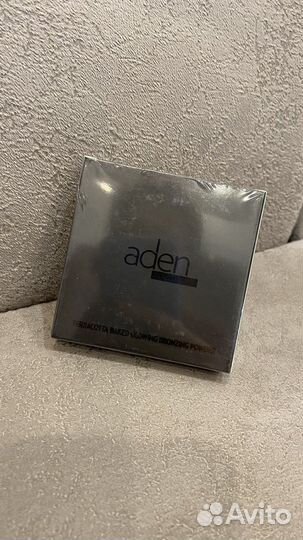 aden
TERRACOTTA BAKED GLOWING BRONZING POWDER
Avito